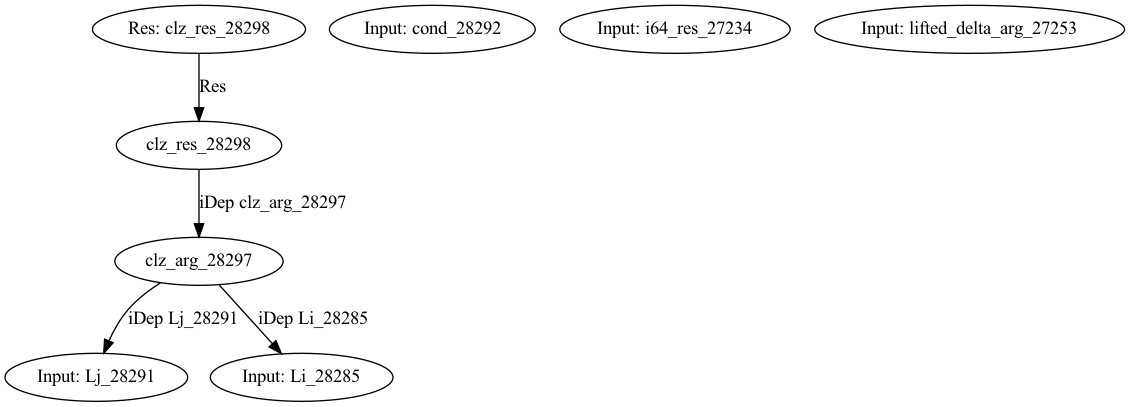 Res: clz_res_28298
Input: cond_28292
Input: i64_res_27234
Input: lifted_delta_arg_27253
Res
clz_res_28298
iDep clz_arg_28297
clz_arg_28297
iDep Lj_28291
iDep Li_28285
Input: Lj_28291
Input: Li_28285